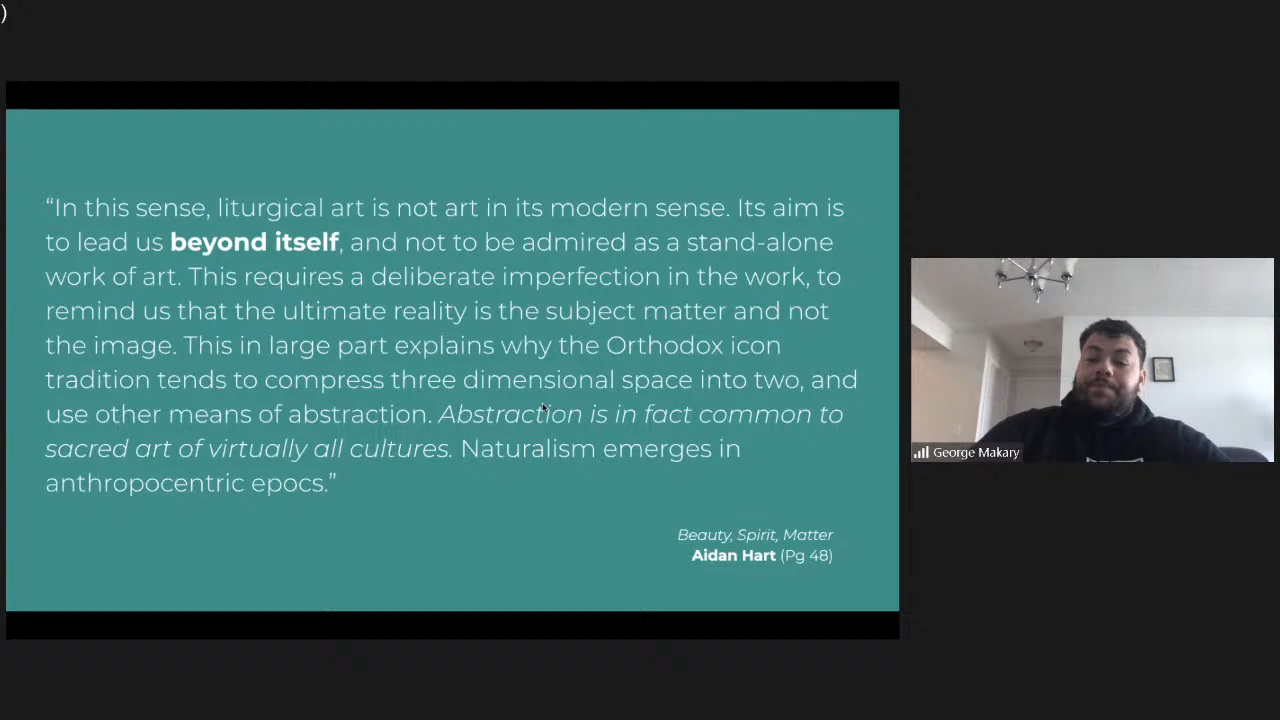 )
“In this sense, liturgical art is not art in its modern sense. Its aim is
to lead us beyond itself, and not to be admired as a stand-alone
work of art. This requires a deliberate imperfection in the work, to
remind us that the ultimate reality is the subject matter and not
the image. This in large part explains why the Orthodox icon
tradition tends to compress three dimensional space into two, and
use other means of abstraction. Abstraction is in fact common to
sacred art of virtually all cultures. Naturalism emerges in
anthropocentric epocs.”
Beauty, Spirit, Matter
Aidan Hart (Pg 48)
George Makary